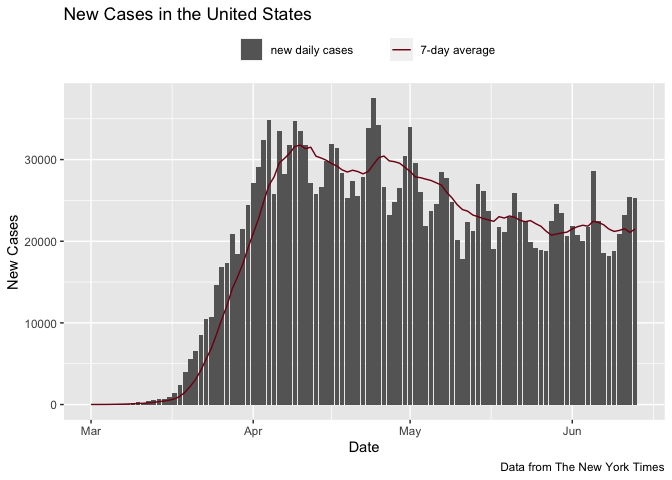 New Cases in the United States
new daily cases 7-day average
New Cases
30000
20000
10000
0
Mar Apr May Jun
Date
Data from The New York Times